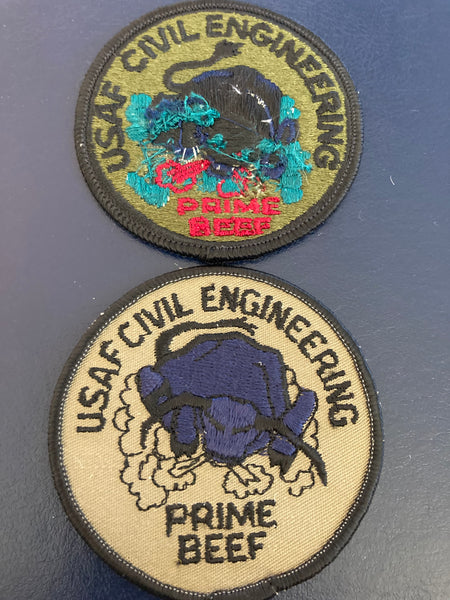 USAF CIVIL ENGINEERING
PRIME
BEEF
USAF CIVIL ENGINEERING
PRIME
BEEF